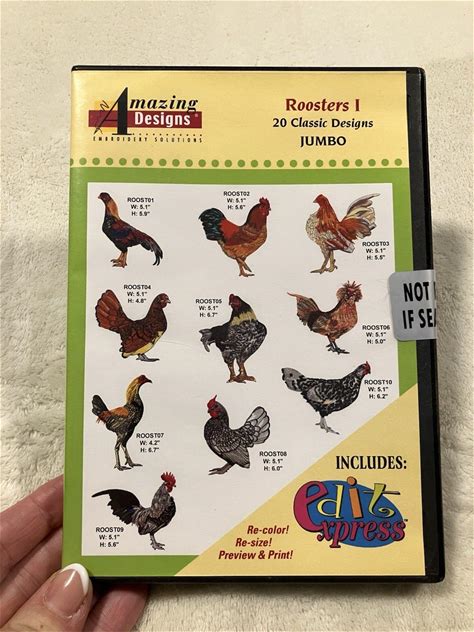 Amazing
Designs®
EMBROIDERY SOLUTIONS
Roosters I
20 Classic Designs
JUMBO
ROOST01
W: 5.1"
H: 5.9"
ROOST02
W: 5.1"
H: 5.6"
ROOST03
W: 5.1"
H: 5.5"
ROOST04
W: 5.1"
H: 4.8"
ROOST05
W: 5.1"
H: 6.7"
ROOST06
W: 5.1"
H: 5.0"
NOT
IF SEA
ROOST07
W: 4.2"
H: 6.7"
ROOST08
W: 5.1"
H: 6.0"
ROOST10
W: 5.1"
H: 6.2"
ROOST09
W: 5.1"
H: 5.6"
INCLUDES:
edit
xpress™
Re-color!
Re-size!
Preview & Print!